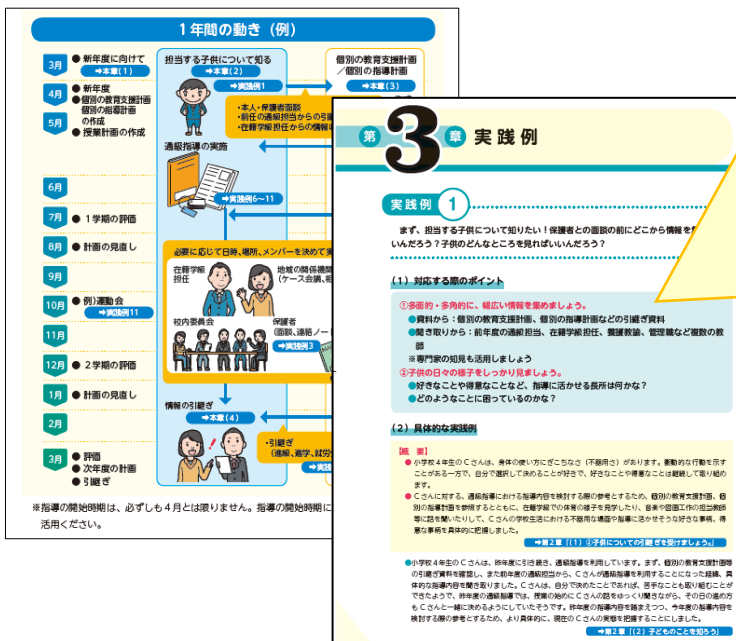 1年間の動き（例）
3月
● 新年度に向けて
➡本章(1)
4月
● 新年度
● 個別の教育支援計画
個別の指導計画
の作成
5月
● 授業計画の作成
6月
7月
● 1学期の評価
8月
● 計画の見直し
9月
10月
● 例)運動会
➡実践例11
11月
12月
● 2学期の評価
1月
● 計画の見直し
2月
3月
● 評価
● 次年度の計画
● 引継ぎ
担当する子供について知る
➡本章(2)
➡実践例1
個別の教育支援計画
／個別の指導計画
➡本章(3)
・本人・保護者面談
・前任の通級担当からの引
・在籍学級担任からの情報
通級指導の実施
➡実践例6～11
必要に応じて日時、場所、メンバーを決めて実
在籍学級
担任
地域の関係機関
(ケース会議、
校内委員会
保護者
(面談、連絡ノー
➡実践例3
情報の引継ぎ
➡本章(4)
・引継ぎ
(進級、進学、就労
➡実践
※指導の開始時期は、必ずしも4月とは限りません。指導の開始時期に
活用ください。
第3章 実践例
実践例 1
まず、担当する子供について知りたい！保護者との面談の前にどこから情報を
いんだろう？子供のどんなところを見ればいいんだろう？
(1) 対応する際のポイント
①多面的・多角的に、幅広い情報を集めましょう。
●資料から：個別の教育支援計画、個別の指導計画などの引継ぎ資料
●聞き取りから：前年度の通級担当、在籍学級担任、養護教諭、管理職など複数の教
師
※専門家の知見も活用しましょう
②子供の日々の様子をしっかり見ましょう。
●好きなことや得意なことなど、指導に活かせる長所は何かな？
●どのようなことに困っているのかな？
(2) 具体的な実践例
【概 要】
● 小学校4年生のCさんは、身体の使い方にぎこちなさ（不器用さ）があります。衝動的な行動を示す
ことがある一方で、自分で選択して決めることが好きで、好きなことや得意なことは継続して取り組め
ます。
● Cさんに対する、通級指導における指導内容を検討する際の参考とするため、個別の教育支援計画、個
別の指導計画を参照するとともに、在籍学級での体育の様子を見学したり、音楽や図画工作の担当教師
等に話を聞いたりして、Cさんの学校生活における不器用な場面や指導に活かせそうな好きな事柄、得
意な事柄を具体的に把握しました。
➡第2章「(1) ②子供についての引継ぎを受けましょう。」
●小学校4年生のCさんは、昨年度に引き続き、通級指導を利用しています。まず、個別の教育支援計画等
の引継ぎ資料を確認し、また前年度の通級担当から、Cさんが通級指導を利用することになった経緯、具
体的な指導内容を聞き取りました。Cさんは、自分で決めたことであれば、苦手なことも取り組むことが
できたようで、昨年度の通級指導では、授業の始めにCさんの話をゆっくり聞きながら、その日の進め方
もCさんと一緒に決めるようにしていたそうです。昨年度の指導内容を踏まえつつ、今年度の指導内容を
検討する際の参考とするため、より具体的に、現在のCさんの実態を把握することにしました。
➡第2章「(2) 子どものことを知ろう」